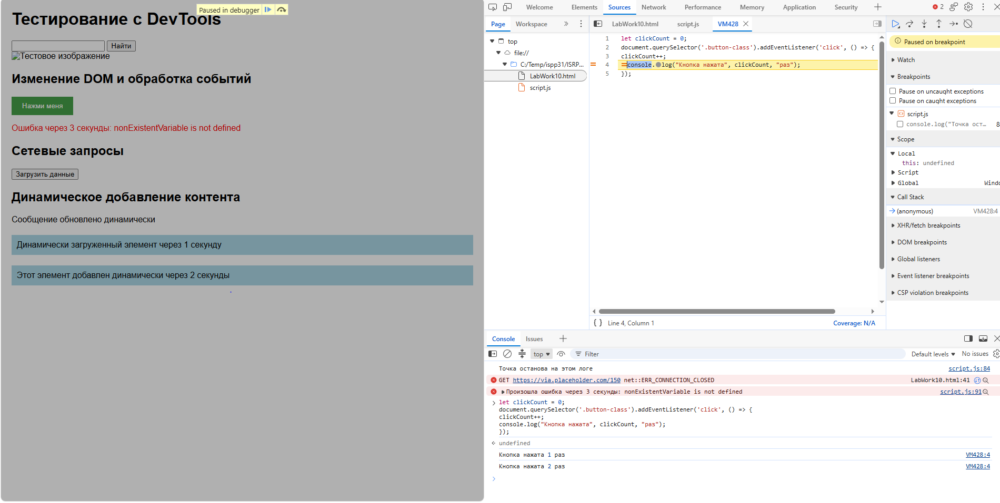 Paused in debugger
Тестирование с DevTools
Найти
Тестовое изображение
Изменение DOM и обработка событий
Нажми меня
Ошибка через 3 секунды: nonExistentVariable is not defined
Сетевые запросы
Загрузить данные
Динамическое добавление контента
Сообщение обновлено динамически
Динамически загруженный элемент через 1 секунду
Этот элемент добавлен динамически через 2 секунды
Welcome Elements Sources Network Performance Memory Application Security
2
Page Workspace
top
file://
C:/Temp/ispp31/ISRP...
LabWork10.html
script.js
LabWork10.html script.js VM428
1 let clickCount = 0;
2 document.querySelector('.button-class').addEventListener('click', () => {
3 clickCount++;
4 console.log("Кнопка нажата", clickCount, "раз");
5 });
{ } Line 4, Column 1 Coverage: N/A
Paused on breakpoint
Watch
Breakpoints
Pause on uncaught exceptions
Pause on caught exceptions
script.js
console.log("Точка ост... 8
Scope
Local
this: undefined
Script
Global Windo
Call Stack
(anonymous) VM428:4
XHR/fetch breakpoints
DOM breakpoints
Global listeners
Event listener breakpoints
CSP violation breakpoints
Console Issues
top Filter Default levels No issues
Точка останова на этом логе script.js:84
GET https://via.placeholder.com/150 net::ERR_CONNECTION_CLOSED LabWork10.html:41
Произошла ошибка через 3 секунды: nonExistentVariable is not defined script.js:91
let clickCount = 0;
document.querySelector('.button-class').addEventListener('click', () => {
clickCount++;
console.log("Кнопка нажата", clickCount, "раз");
});
undefined
Кнопка нажата 1 раз VM428:4
Кнопка нажата 2 раз VM428:4